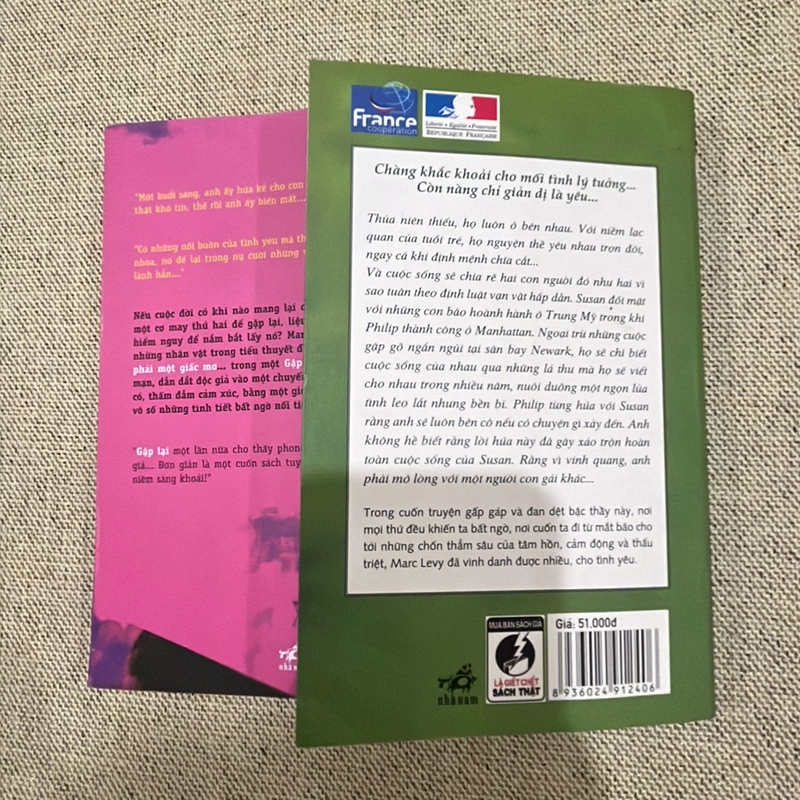 "Một buổi sáng, anh ấy hứa kể cho con
thật khó tin, thế rồi anh ấy biến mất...
"Có những nỗi buồn của tình yêu mà th
nhòa, nó để lại trong nụ cười những v
lành hẳn...."
Nếu cuộc đời có khi nào mang lại c
một cơ may thứ hai để gặp lại, liệu
hiểm nguy để nắm bắt lấy nó? Mar
những nhân vật trong tiểu thuyết đ
phải một giấc mơ... trong một Gặp
mạn, dẫn dắt độc giả vào một chuyế
có, thấm đẫm cảm xúc, bằng một giọ
vô số những tình tiết bất ngờ nối ti
"Gặp lại một lần nữa cho thấy phon
giả.... Đơn giản là một cuốn sách tuy
niềm sảng khoái!"
nhã nam
France
coopération
Liberté • Égalité • Fraternité
RÉPUBLIQUE FRANÇAISE
Chàng khắc khoải cho mối tình lý tưởng...
Còn nàng chỉ giản dị là yêu...
Thủa niên thiếu, họ luôn ở bên nhau. Với niềm lạc
quan của tuổi trẻ, họ nguyện thề yêu nhau trọn đời,
ngay cả khi định mệnh chia cắt...
Và cuộc sống sẽ chia rẽ hai con người đó như hai vì
sao tuân theo định luật vạn vật hấp dẫn. Susan đối mặt
với những cơn bão hoành hành ở Trung Mỹ trong khi
Philip thành công ở Manhattan. Ngoại trừ những cuộc
gặp gỡ ngắn ngủi tại sân bay Newark, họ sẽ chỉ biết
cuộc sống của nhau qua những lá thư mà họ sẽ viết
cho nhau trong nhiều năm, nuôi dưỡng một ngọn lửa
tình leo lắt nhưng bền bỉ. Philip từng hứa với Susan
rằng anh sẽ luôn bên cô nếu có chuyện gì xảy đến. Anh
không hề biết rằng lời hứa này đã gây xáo trộn hoàn
toàn cuộc sống của Susan. Rằng vì vinh quang, anh
phải mở lòng với một người con gái khác...
Trong cuốn truyện gấp gáp và đan dệt bậc thầy này, nơi
mọi thứ đều khiến ta bất ngờ, nơi cuốn ta đi từ mắt bão cho
tới những chốn thẳm sâu của tâm hồn, cảm động và thấu
triệt, Marc Levy đã vinh danh được nhiều, cho tình yêu.
nhã nam
MUA BÁN SÁCH GIẢ
LÀ GIẾT CHẾT
SÁCH THẬT
Giá: 51.000đ
8 936024 912406